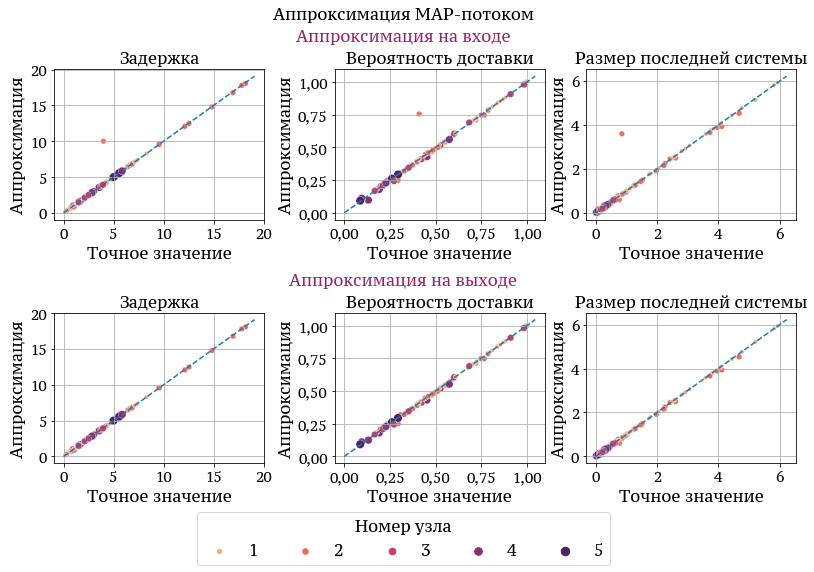 Аппроксимация MAP-потоком
Аппроксимация на входе
Задержка
Вероятность доставки
Размер последней системы
Аппроксимация
20
15
10
5
0
0 5 10 15 20
Точное значение
Аппроксимация
1,00
0,75
0,50
0,25
0,00
0,00 0,25 0,50 0,75 1,00
Точное значение
Аппроксимация
6
4
2
0
0 2 4 6
Точное значение
Аппроксимация на выходе
Задержка
Вероятность доставки
Размер последней системы
Аппроксимация
20
15
10
5
0
0 5 10 15 20
Точное значение
Аппроксимация
1,00
0,75
0,50
0,25
0,00
0,00 0,25 0,50 0,75 1,00
Точное значение
Аппроксимация
6
4
2
0
0 2 4 6
Точное значение
Номер узла
1 2 3 4 5